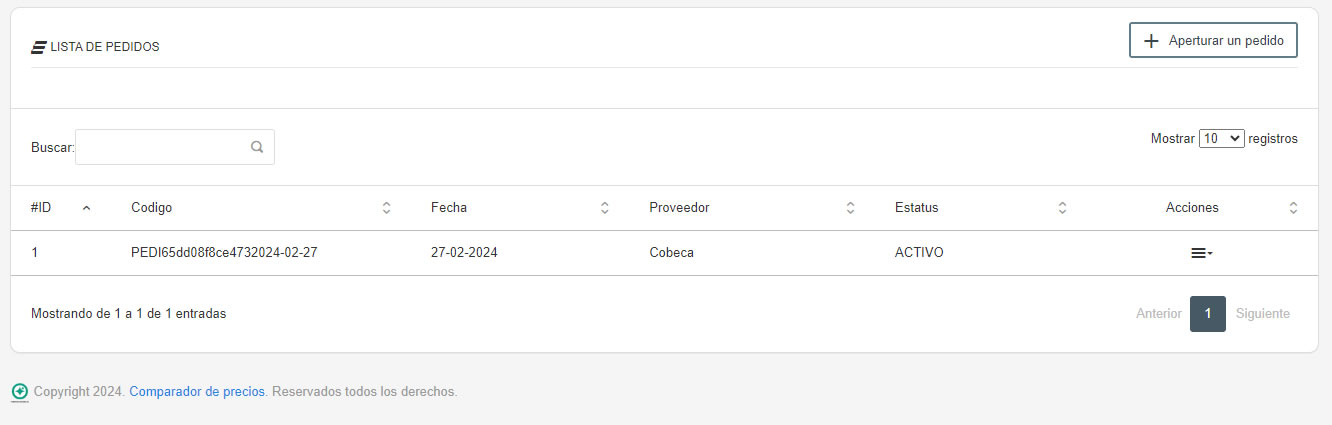 LISTA DE PEDIDOS
Aperturar un pedido
Buscar:
Mostrar 10 registros
#ID Codigo Fecha Proveedor Estatus Acciones
1 PEDI65dd08f8ce4732024-02-27 27-02-2024 Cobeca ACTIVO
Mostrando de 1 a 1 de 1 entradas
Anterior 1 Siguiente
Copyright 2024. Comparador de precios. Reservados todos los derechos.